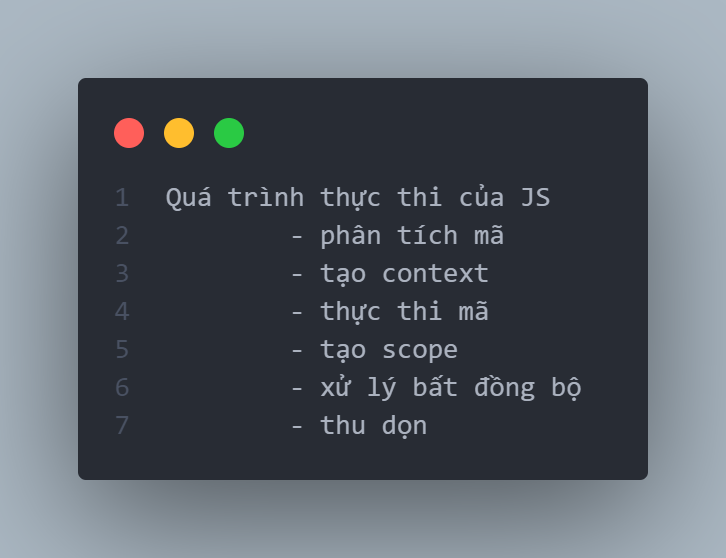 1 Quá trình thực thi của JS
2 - phân tích mã
3 - tạo context
4 - thực thi mã
5 - tạo scope
6 - xử lý bất đồng bộ
7 - thu dọn